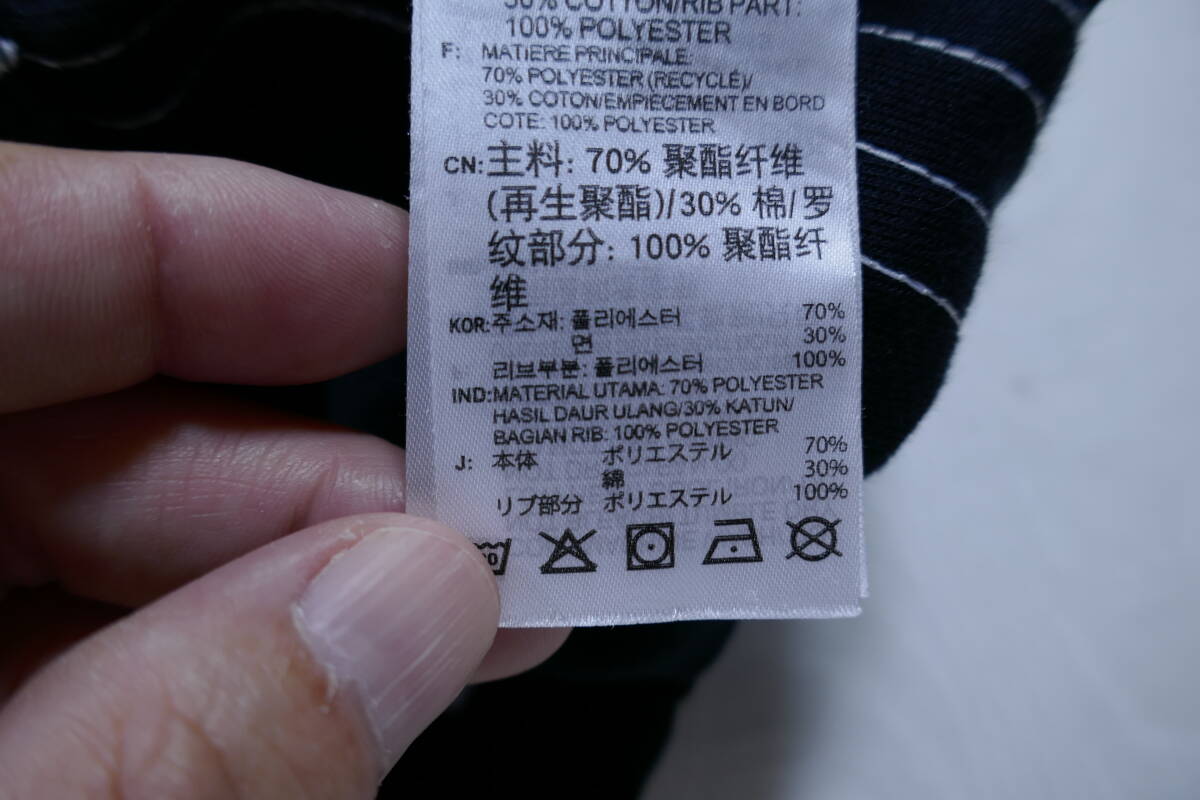 30% COTTON/RIB PART:
100% POLYESTER
F: MATIERE PRINCIPALE:
70% POLYESTER (RECYCLÉ)/
30% COTON/EMPIECEMENT EN BORD
COTE: 100% POLYESTER
CN: 主料: 70% 聚酯纤维
(再生聚酯)/30% 棉/罗
纹部分: 100% 聚酯纤
维
KOR: 주소재: 폴리에스터 70%
면 30%
리브부분: 폴리에스터 100%
IND: MATERIAL UTAMA: 70% POLYESTER
HASIL DAUR ULANG/30% KATUN/
BAGIAN RIB: 100% POLYESTER
J: 本体 ポリエステル 70%
綿 30%
リブ部分 ポリエステル 100%